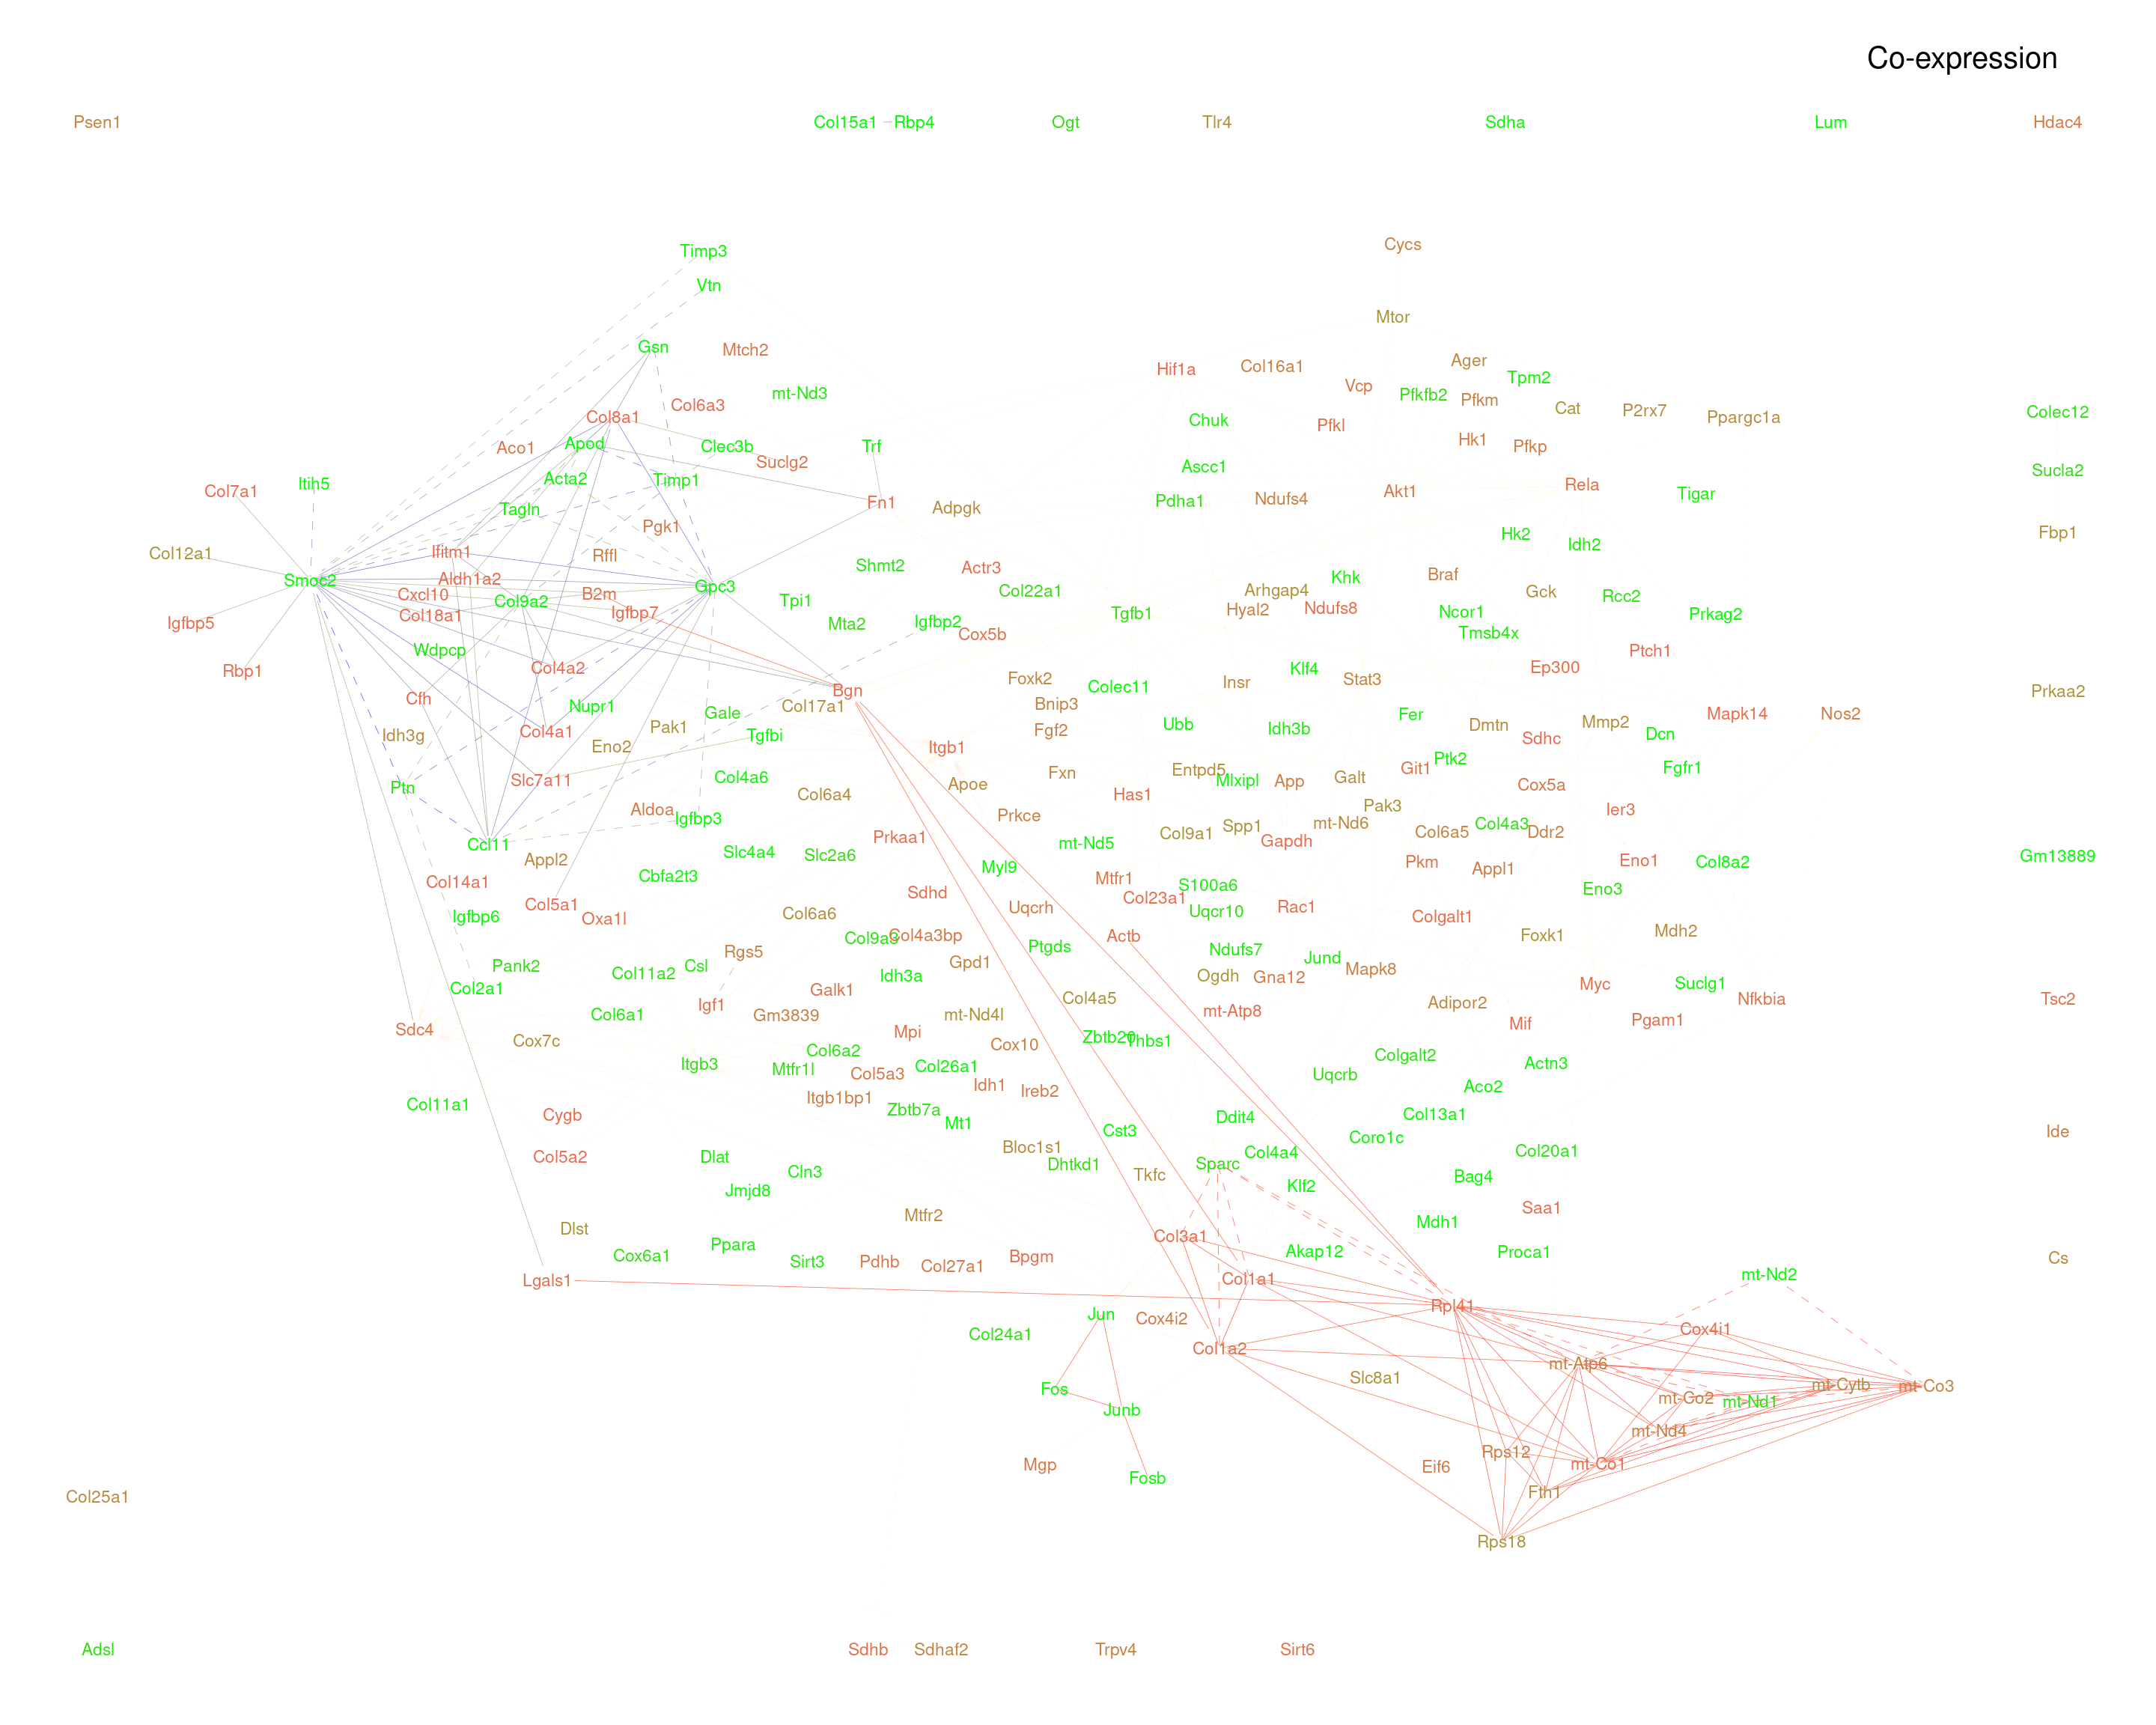 Co-expression
Psen1
Col15a1
Rbp4
Ogt
Tlr4
Sdha
Lum
Hdac4
Cycs
Timp3
Vtn
Mtor
Gsn
Mtch2
Ager
Col16a1
Hif1a
Tpm2
Vcp
mt-Nd3
Pfkfb2
Pfkm
Col6a3
Cat
P2rx7
Colec12
Col8a1
Ppargc1a
Chuk
Pfkl
Hk1
Apod
Clec3b
Trf
Aco1
Pfkp
Suclg2
Ascc1
Sucla2
Acta2
Timp1
Itih5
Rela
Col7a1
Akt1
Tigar
Ndufs4
Pdha1
Fn1
Adpgk
Tagln
Pgk1
Fbp1
Hk2
Idh2
Col12a1
Ifitm1
Rffl
Shmt2
Actr3
Braf
Khk
Smoc2
Aldh1a2
Gpc3
Col22a1
Arhgap4
Gck
Cxcl10
B2m
Rcc2
Col9a2
Tpi1
Hyal2
Ndufs8
Ncor1
Igfbp7
Tgfb1
Prkag2
Col18a1
Igfbp5
Mta2
Igfbp2
Cox5b
Tmsb4x
Wdpcp
Ptch1
Col4a2
Klf4
Ep300
Rbp1
Foxk2
Insr
Stat3
Colec11
Bgn
Prkaa2
Cfh
Nupr1
Col17a1
Bnip3
Gale
Fer
Mapk14
Nos2
Mmp2
Ubb
Dmtn
Pak1
Idh3b
Col4a1
Fgf2
Dcn
Idh3g
Tgfbi
Sdhc
Eno2
Itgb1
Ptk2
Git1
Fgfr1
Entpd5
Fxn
Col4a6
Galt
Slc7a11
Mlxipl
App
Apoe
Cox5a
Ptn
Col6a4
Has1
Pak3
Aldoa
Ier3
Prkce
Igfbp3
mt-Nd6
Col4a3
Spp1
Col9a1
Col6a5
Ddr2
Prkaa1
Gapdh
mt-Nd5
Ccl11
Slc4a4
Slc2a6
Gm13889
Appl2
Eno1
Col8a2
Pkm
Myl9
Appl1
Cbfa2t3
Mtfr1
Col14a1
S100a6
Eno3
Sdhd
Col23a1
Col5a1
Uqcrh
Rac1
Uqcr10
Col6a6
Igfbp6
Oxa1l
Colgalt1
Mdh2
Actb
Foxk1
Col9a3
Col4a3bp
Ptgds
Ndufs7
Rgs5
Jund
Gpd1
Pank2
Csl
Mapk8
Col11a2
Idh3a
Ogdh
Gna12
Suclg1
Myc
Col2a1
Galk1
Col4a5
Nfkbia
Tsc2
Adipor2
Igf1
mt-Atp8
Col6a1
Gm3839
mt-Nd4l
Pgam1
Mif
Sdc4
Mpi
Zbtb20
Thbs1
Cox7c
Cox10
Col6a2
Colgalt2
Itgb3
Mtfr1l
Col26a1
Actn3
Col5a3
Uqcrb
Idh1
Aco2
Ireb2
Itgb1bp1
Col11a1
Zbtb7a
Cygb
Col13a1
Ddit4
Mt1
Cst3
Ide
Coro1c
Bloc1s1
Col4a4
Col20a1
Col5a2
Dlat
Dhtkd1
Sparc
Cln3
Tkfc
Bag4
Jmjd8
Klf2
Saa1
Mtfr2
Mdh1
Dlst
Col3a1
Ppara
Akap12
Proca1
Cox6a1
Bpgm
Cs
Sirt3
Pdhb
Col27a1
mt-Nd2
Lgals1
Col1a1
Rpl41
Jun
Cox4i2
Cox4i1
Col24a1
Col1a2
mt-Atp6
Slc8a1
mt-Cytb
mt-Co3
Fos
mt-Co2
mt-Nd1
Junb
mt-Nd4
Rps12
mt-Co1
Mgp
Eif6
Fosb
Fth1
Col25a1
Rps18
Adsl
Sdhb
Sdhaf2
Trpv4
Sirt6